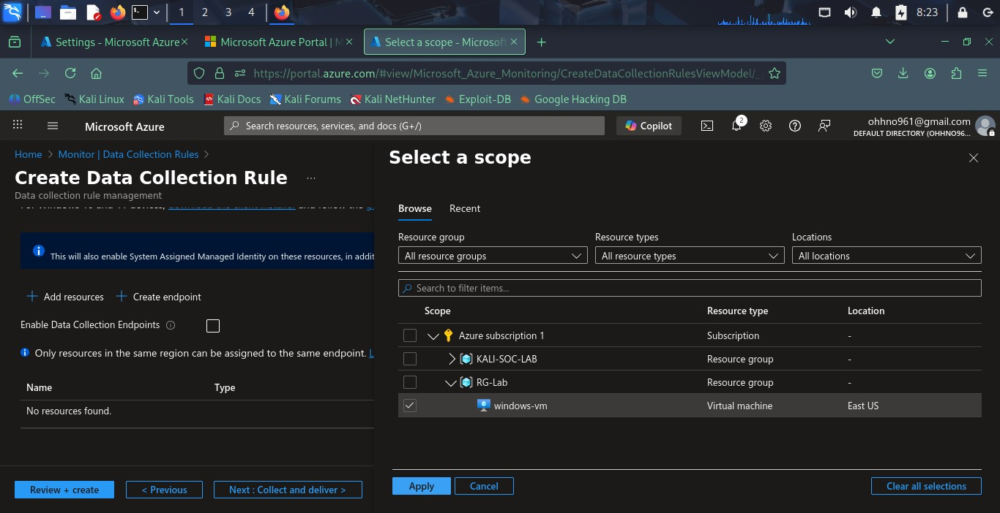 1 2 3 4 8:23
Settings - Microsoft Azure Microsoft Azure Portal | M Select a scope - Microsoft
https://portal.azure.com/#view/Microsoft_Azure_Monitoring/CreateDataCollectionRulesViewModel/_
OffSec Kali Linux Kali Tools Kali Docs Kali Forums Kali NetHunter Exploit-DB Google Hacking DB
Microsoft Azure Search resources, services, and docs (G+/) Copilot 2 ohhno961@gmail.com
DEFAULT DIRECTORY (OHHNO96...
Home > Monitor | Data Collection Rules >
Create Data Collection Rule ...
Data collection rule management
This will also enable System Assigned Managed Identity on these resources, in addit
+ Add resources + Create endpoint
Enable Data Collection Endpoints
Only resources in the same region can be assigned to the same endpoint. L
Name Type
No resources found.
Review + create < Previous Next : Collect and deliver >
Select a scope
Browse Recent
Resource group Resource types Locations
All resource groups All resource types All locations
Search to filter items...
Scope Resource type Location
Azure subscription 1 Subscription -
KALI-SOC-LAB Resource group -
RG-Lab Resource group -
windows-vm Virtual machine East US
Apply Cancel Clear all selections